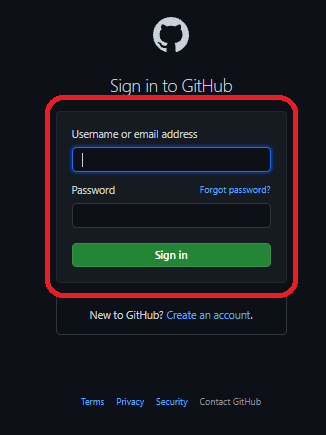 Sign in to GitHub
Username or email address
Password Forgot password?
Sign in
New to GitHub? Create an account.
Terms Privacy Security Contact GitHub